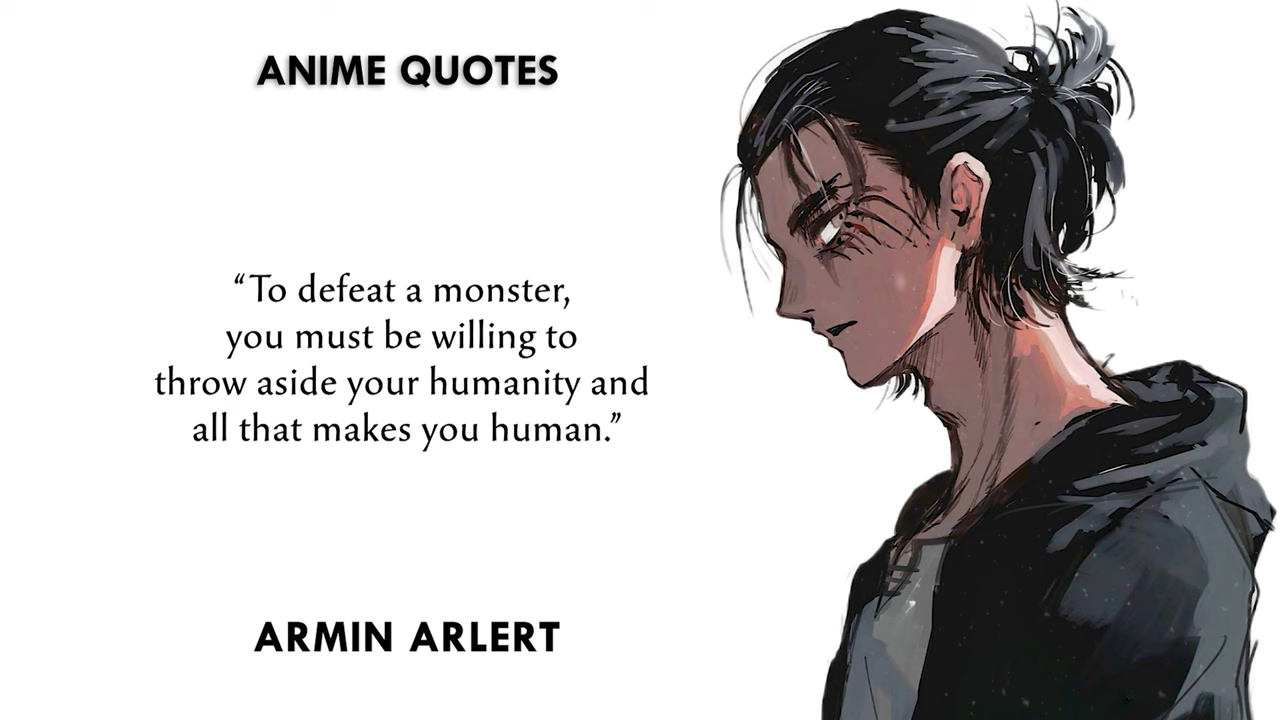 ANIME QUOTES
“To defeat a monster,
you must be willing to
throw aside your humanity and
all that makes you human.”
ARMIN ARLERT